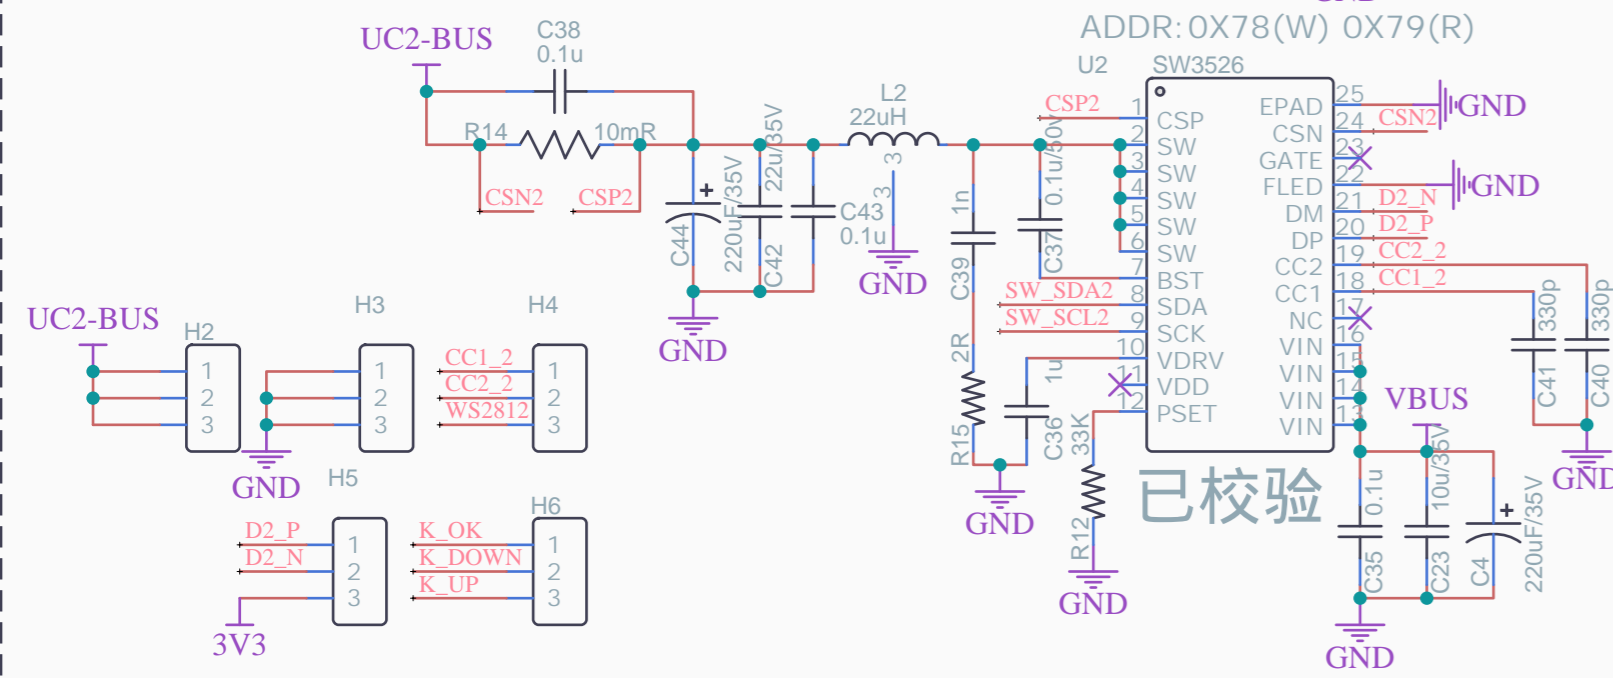 GND
ADDR: 0X78(W) 0X79(R)
UC2-BUS
C38
0.1u
R14
10mR
CSN2
CSP2
C44
220uF/35V
22u/35V
C42
C43
0.1u
GND
L2
22uH
3
3
GND
1n
C39
2R
R15
0.1u/50V
C37
1u
C36
GND
33K
R12
GND
U2
SW3526
CSP2
SW_SDA2
SW_SCL2
1
2
3
4
5
6
7
8
9
10
11
12
CSP
SW
SW
SW
SW
SW
BST
SDA
SCK
VDRV
VDD
PSET
EPAD
CSN
GATE
FLED
DM
DP
CC2
CC1
NC
VIN
VIN
VIN
VIN
25
24
23
22
21
20
19
18
17
16
15
14
13
GND
CSN2
GND
D2_N
D2_P
CC2_2
CC1_2
330p
C41
330p
C40
GND
已校验
VBUS
0.1u
C35
10u/35V
C23
C4
220uF/35V
GND
UC2-BUS
H2
1
2
3
H3
1
2
3
GND
H4
CC1_2
CC2_2
WS2812
1
2
3
H5
D2_P
D2_N
3V3
1
2
3
H6
K_OK
K_DOWN
K_UP
1
2
3